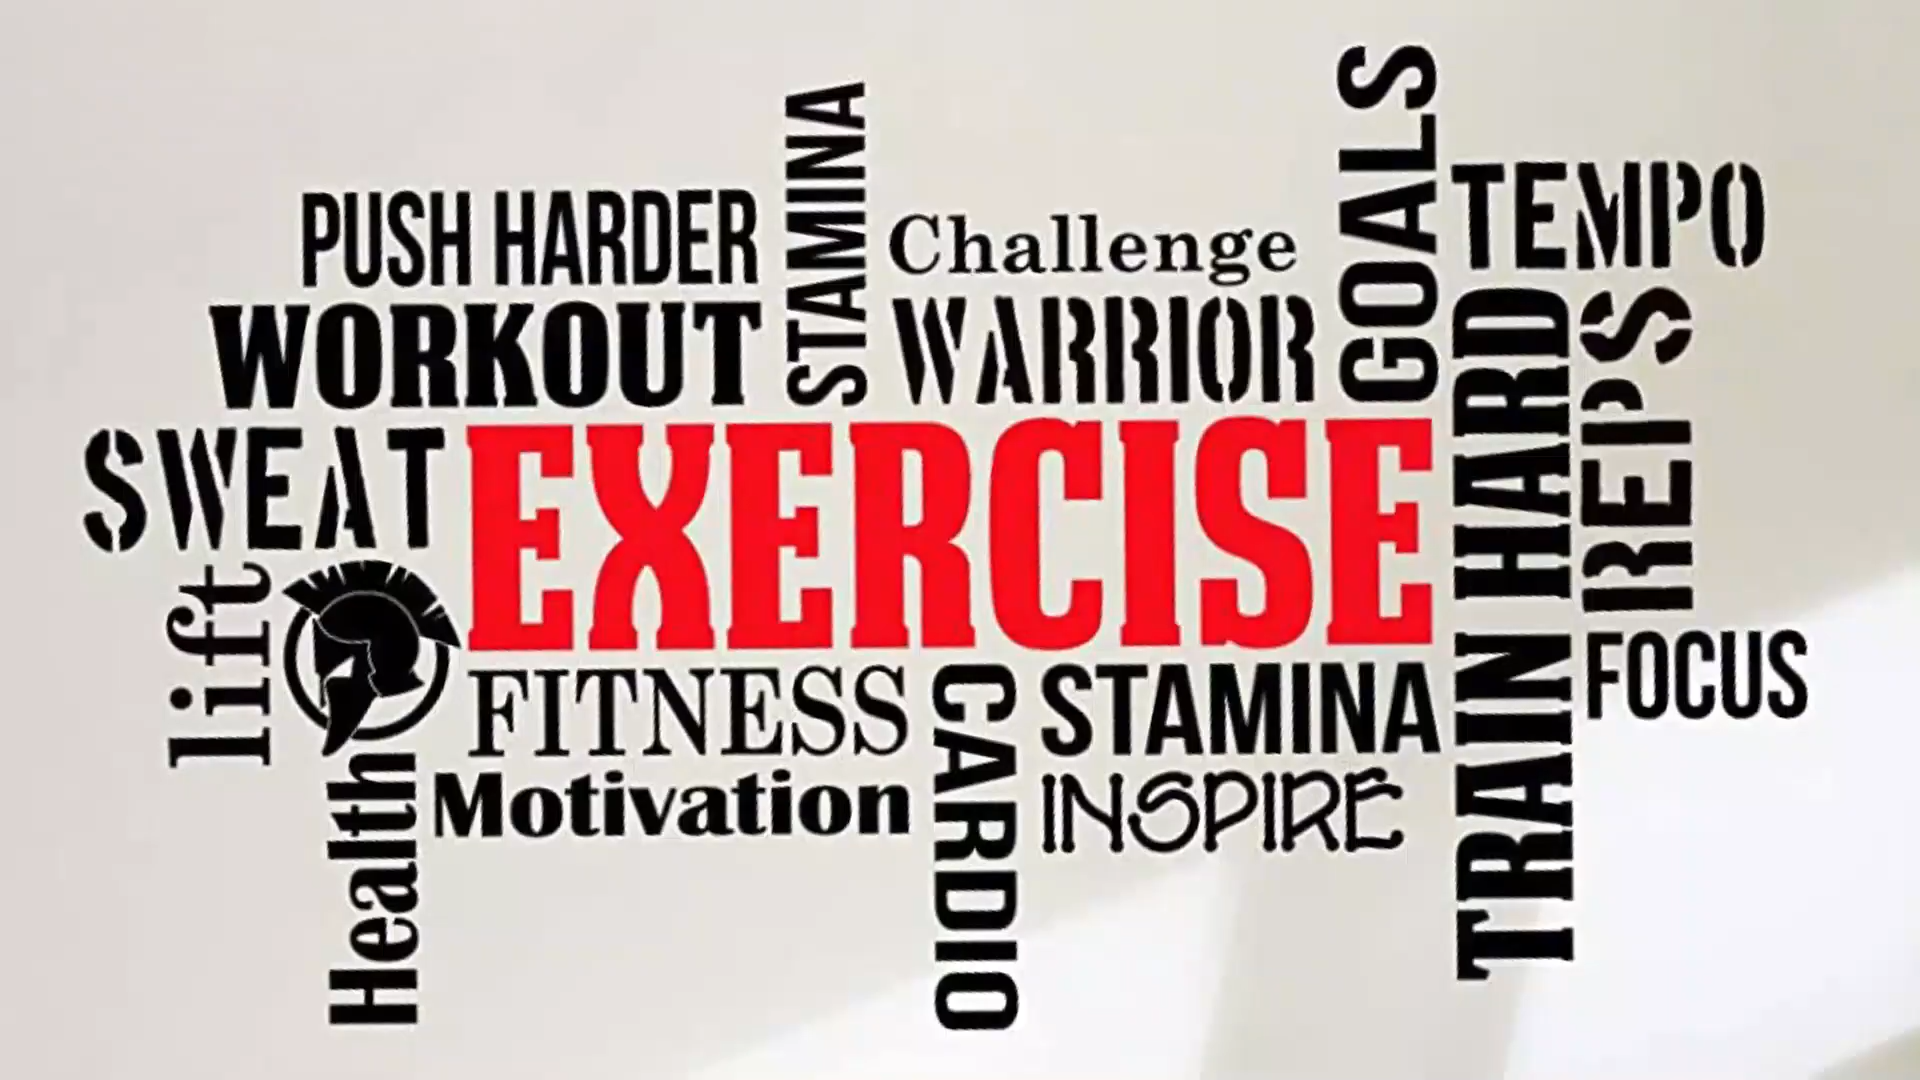 GOALS
STAMINA
TEMPO
PUSH HARDER
Challenge
WORKOUT
WARRIOR
TRAIN HARD
REPS
SWEAT
EXERCISE
lift
FOCUS
FITNESS
CARDIO
STAMINA
Health
Motivation
INSPIRE